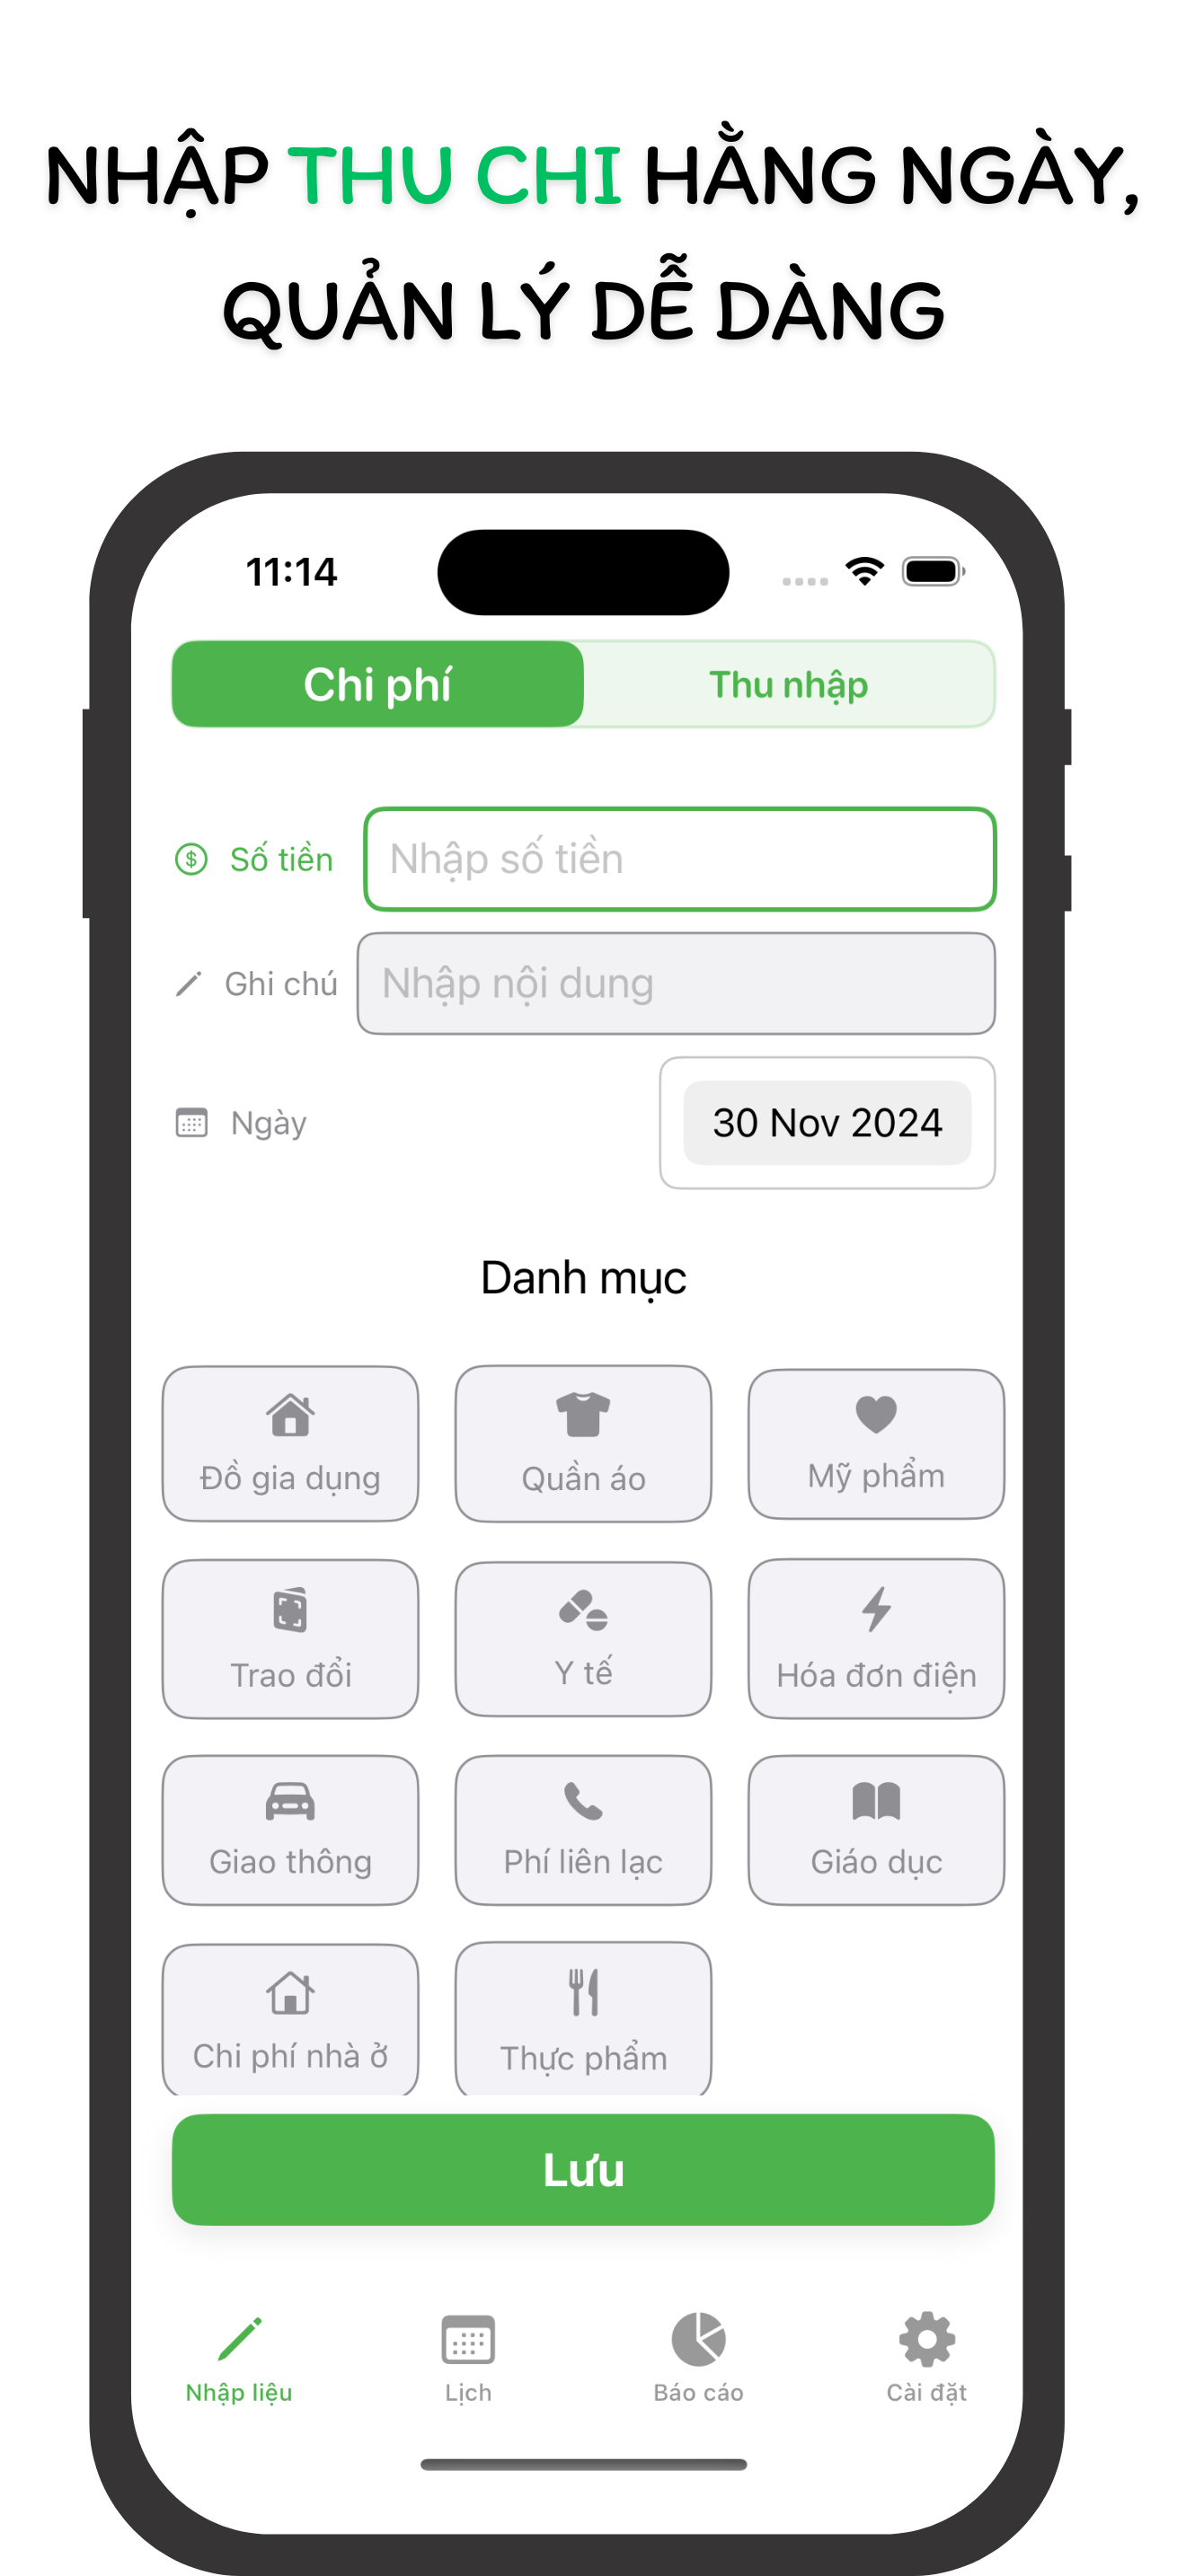 NHẬP THU CHI HẰNG NGÀY,
QUẢN LÝ DỄ DÀNG
11:14
Chi phí
Thu nhập
Số tiền
Nhập số tiền
Ghi chú
Nhập nội dung
Ngày
30 Nov 2024
Danh mục
Đồ gia dụng
Quần áo
Mỹ phẩm
Trao đổi
Y tế
Hóa đơn điện
Giao thông
Phí liên lạc
Giáo dục
Chi phí nhà ở
Thực phẩm
Lưu
Nhập liệu
Lịch
Báo cáo
Cài đặt